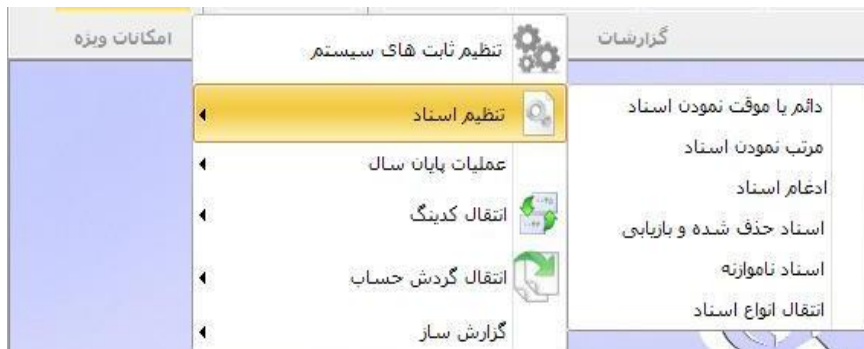 گزارشات
امکانات ویژه
تنظیم ثابت های سیستم
تنظیم اسناد
عملیات پایان سال
انتقال کدینگ
انتقال گردش حساب
گزارش ساز
دائم یا موقت نمودن اسناد
مرتب نمودن اسناد
ادغام اسناد
اسناد حذف شده و بازیابی
اسناد ناموازنه
انتقال انواع اسناد